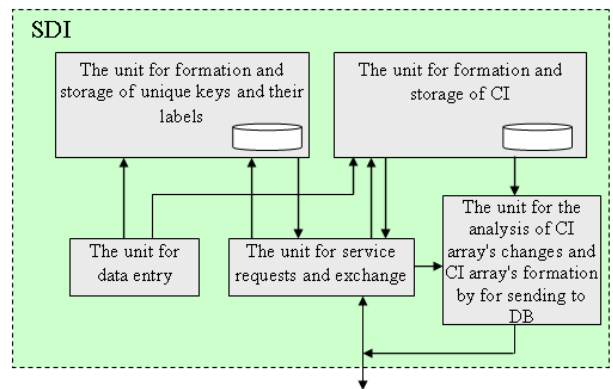 SDI
The unit for formation and
storage of unique keys and their
labels
The unit for formation and
storage of CI
The unit for
data entry
The unit for service
requests and exchange
The unit for the
analysis of CI
array's changes and
CI array's formation
by for sending to
DB